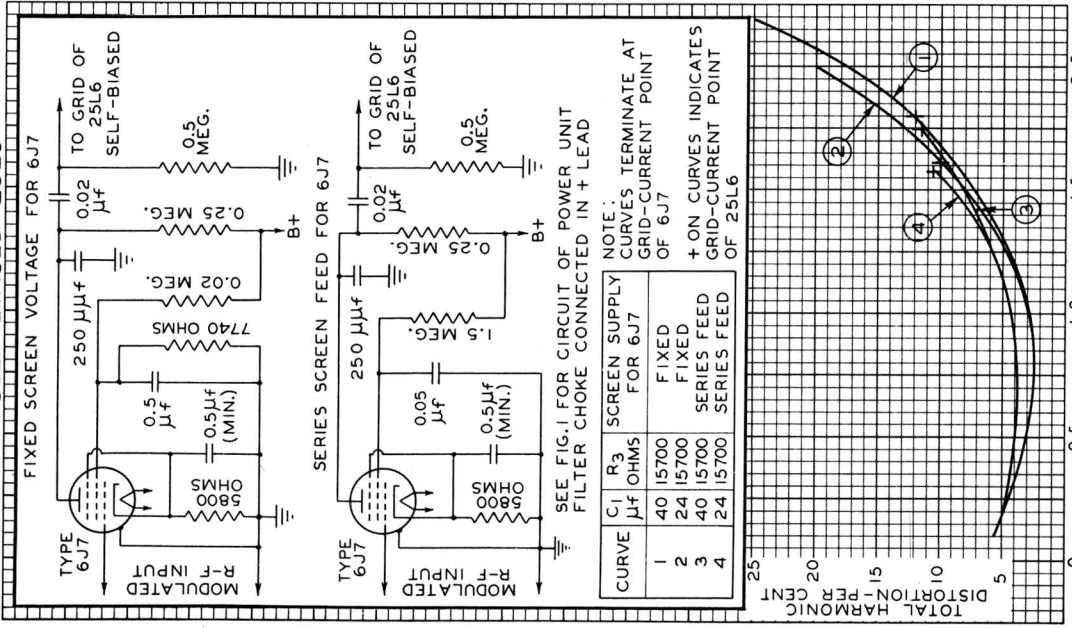 FIXED SCREEN VOLTAGE FOR 6J7
TYPE
6J7
MODULATED
R-F INPUT
5800
OHMS
0.5μf
(MIN.)
0.5
μf
7740 OHMS
0.02 MEG.
250 μμf
0.25 MEG.
B+
0.02
μf
0.5
MEG.
TO GRID OF
25L6
SELF-BIASED
SERIES SCREEN FEED FOR 6J7
TYPE
6J7
MODULATED
R-F INPUT
5800
OHMS
0.5μf
(MIN.)
0.05
μf
1.5 MEG.
250 μμf
0.25 MEG.
B+
0.02
μf
0.5
MEG.
TO GRID OF
25L6
SELF-BIASED
SEE FIG.1 FOR CIRCUIT OF POWER UNIT
FILTER CHOKE CONNECTED IN + LEAD
CURVE C1 μf R3 OHMS SCREEN SUPPLY FOR 6J7
1 40 15700 FIXED
2 24 15700 FIXED
3 40 15700 SERIES FEED
4 24 15700 SERIES FEED
NOTE:
CURVES TERMINATE AT
GRID-CURRENT POINT
OF 6J7
+ ON CURVES INDICATES
GRID-CURRENT POINT
OF 25L6
TOTAL HARMONIC
DISTORTION-PER CENT
25
20
15
10
5
1
2
3
4
0